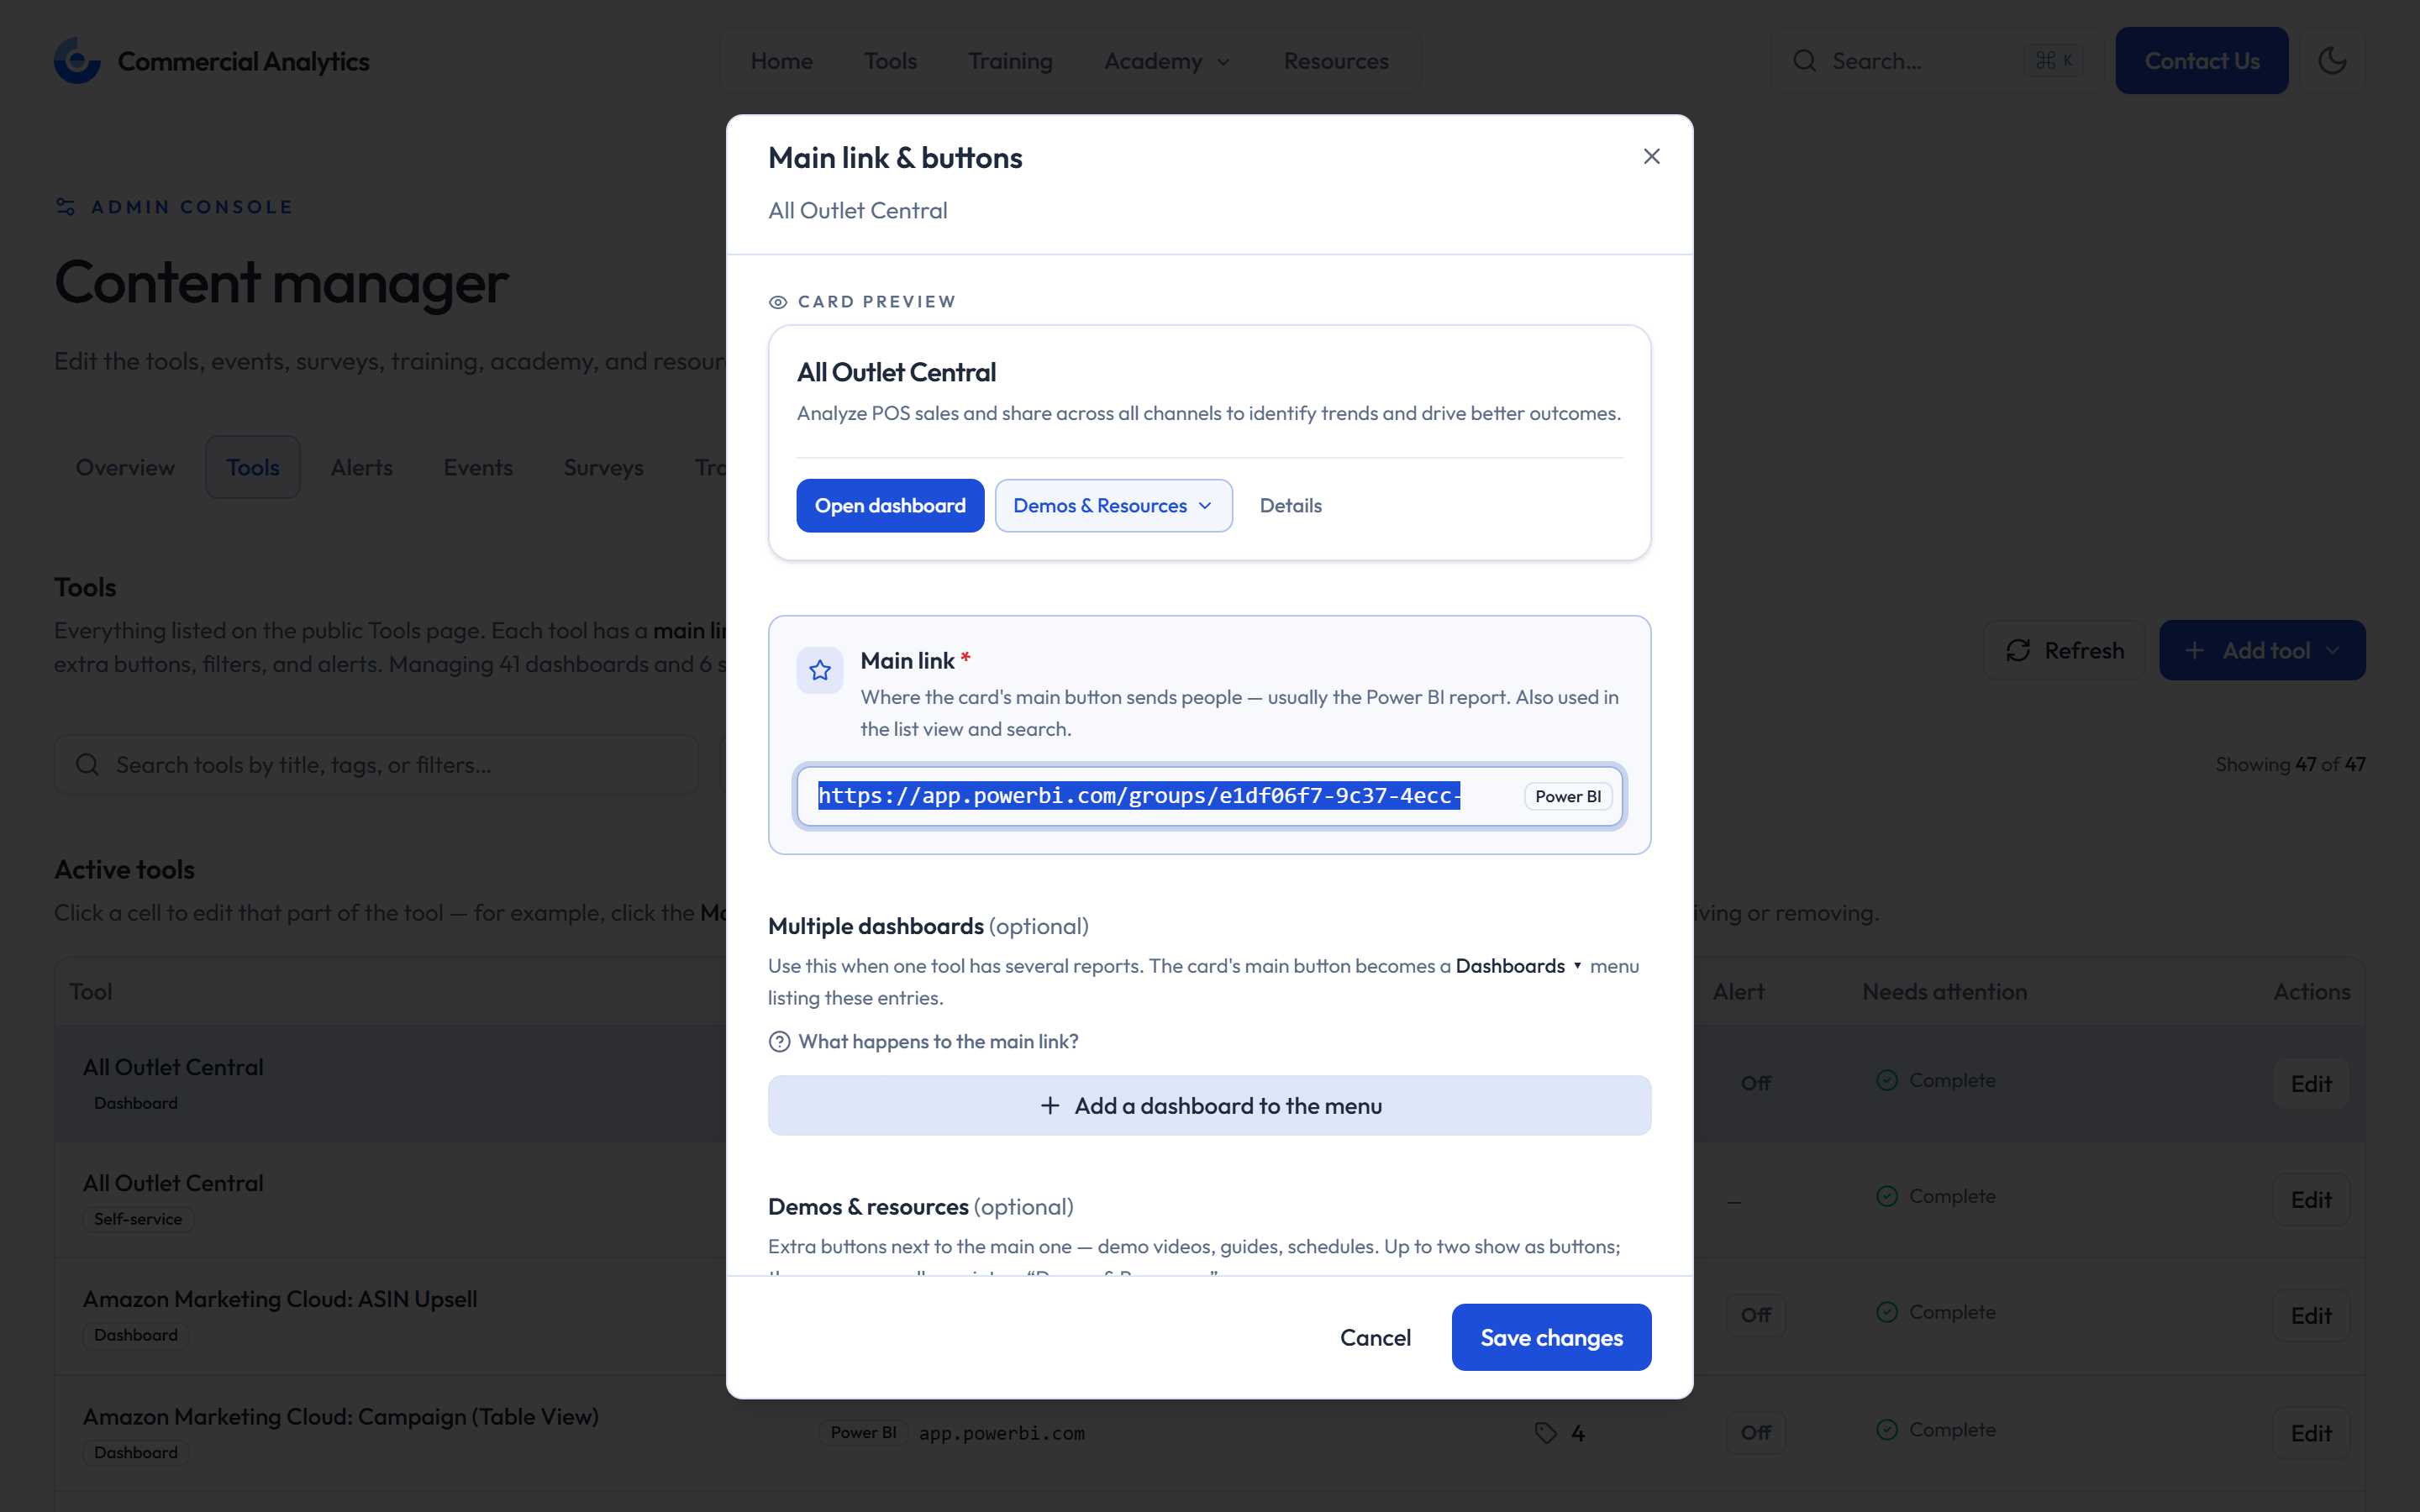 Commercial Analytics
Home Tools Training Academy Resources
Search... ⌘ K
Contact Us
ADMIN CONSOLE
Content manager
Edit the tools, events, surveys, training, academy, and
Overview Tools Alerts Events Surveys
Tools
Everything listed on the public Tools page. Each tool has a main
extra buttons, filters, and alerts. Managing 41 dashboards and 6
Refresh
Add tool
Search tools by title, tags, or filters...
Showing 47 of 47
Active tools
Click a cell to edit that part of the tool — for example, click the
or removing.
Tool Alert Needs attention Actions
All Outlet Central
Dashboard
Off Complete Edit
All Outlet Central
Self-service
— Complete Edit
Amazon Marketing Cloud: ASIN Upsell
Dashboard
Off Complete Edit
Amazon Marketing Cloud: Campaign (Table View)
Dashboard
Power BI app.powerbi.com 4 Off Complete Edit
Main link & buttons
All Outlet Central
CARD PREVIEW
All Outlet Central
Analyze POS sales and share across all channels to identify trends and drive better outcomes.
Open dashboard Demos & Resources Details
Main link *
Where the card's main button sends people — usually the Power BI report. Also used in
the list view and search.
https://app.powerbi.com/groups/e1df06f7-9c37-4ecc-
Power BI
Multiple dashboards (optional)
Use this when one tool has several reports. The card's main button becomes a Dashboards ▾ menu
listing these entries.
What happens to the main link?
+ Add a dashboard to the menu
Demos & resources (optional)
Extra buttons next to the main one — demo videos, guides, schedules. Up to two show as buttons;
Cancel Save changes